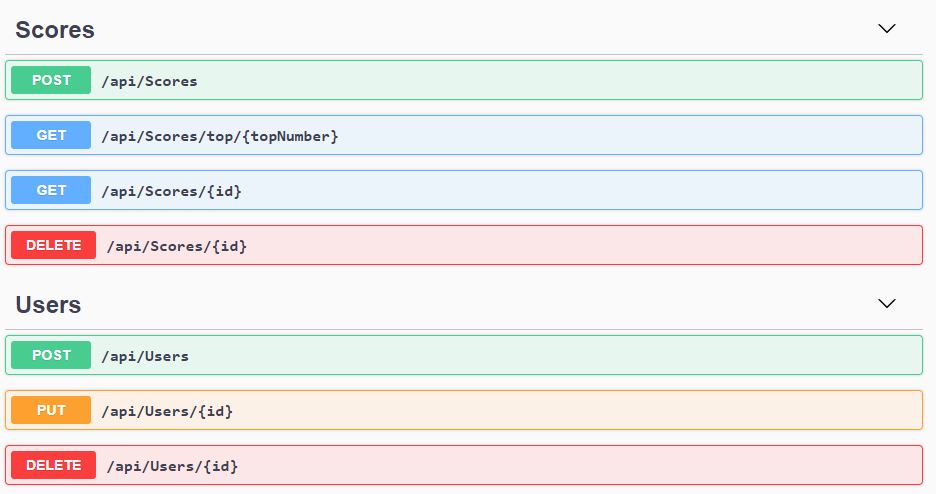 Scores
POST /api/Scores
GET /api/Scores/top/{topNumber}
GET /api/Scores/{id}
DELETE /api/Scores/{id}
Users
POST /api/Users
PUT /api/Users/{id}
DELETE /api/Users/{id}